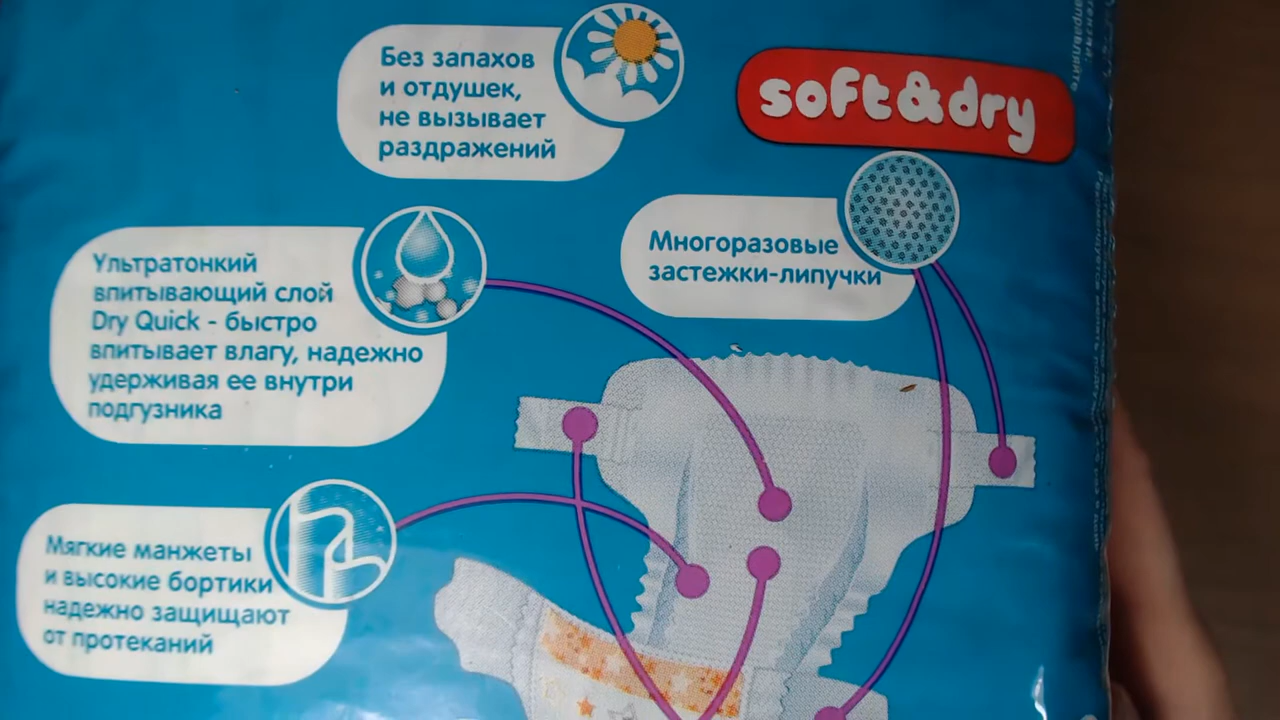 Без запахов
и отдушек,
не вызывает
раздражений
soft&dry
Многоразовые
застежки-липучки
Ультратонкий
впитывающий слой
Dry Quick - быстро
впитывает влагу, надежно
удерживая ее внутри
подгузника
Мягкие манжеты
и высокие бортики
надежно защищают
от протеканий